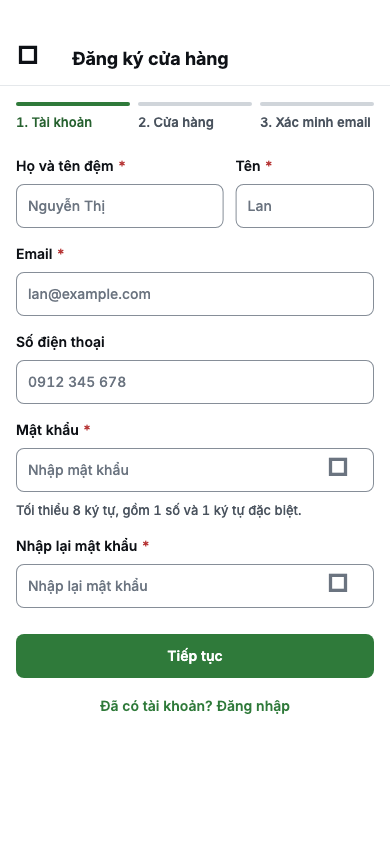 Đăng ký cửa hàng
1. Tài khoản 2. Cửa hàng 3. Xác minh email
Họ và tên đệm * Tên *
Nguyễn Thị Lan
Email *
lan@example.com
Số điện thoại
0912 345 678
Mật khẩu *
Nhập mật khẩu
Tối thiểu 8 ký tự, gồm 1 số và 1 ký tự đặc biệt.
Nhập lại mật khẩu *
Nhập lại mật khẩu
Tiếp tục
Đã có tài khoản? Đăng nhập